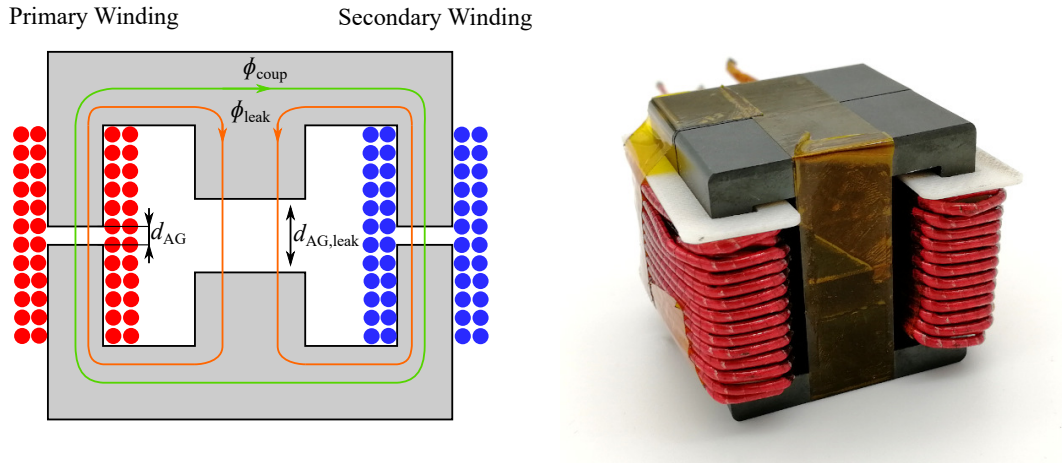 Primary Winding
Secondary Winding
ϕcoup
ϕleak
dAG
dAG,leak